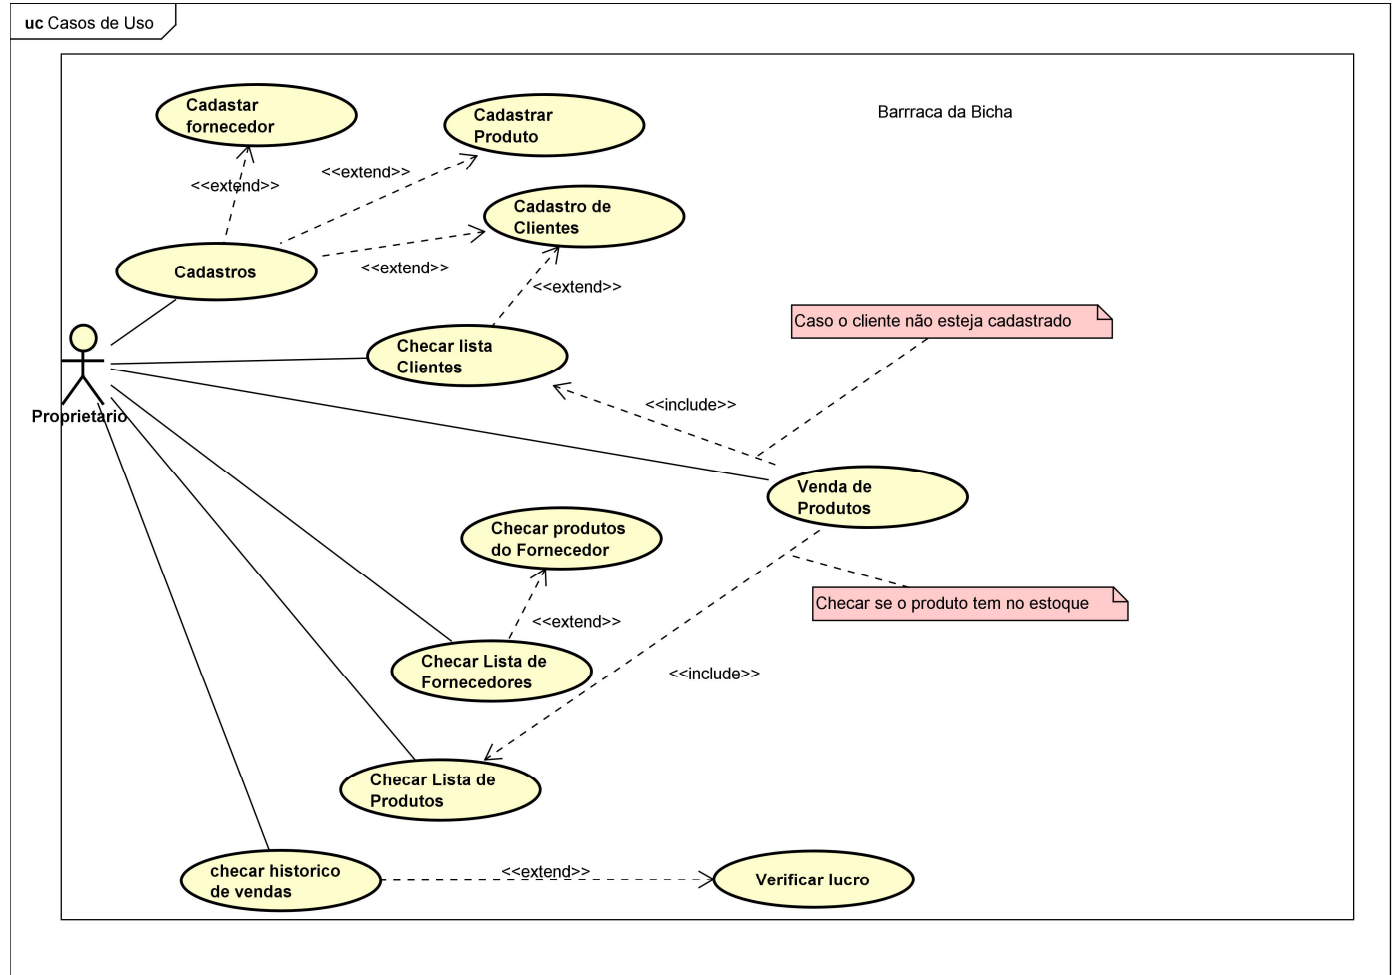 uc Casos de Uso
Barrraca da Bicha
Cadastar
fornecedor
Cadastrar
Produto
<<extend>>
<<extend>>
Cadastro de
Clientes
Cadastros
<<extend>>
<<extend>>
Caso o cliente não esteja cadastrado
Checar lista
Clientes
<<include>>
Proprietário
Venda de
Produtos
Checar produtos
do Fornecedor
Checar se o produto tem no estoque
<<extend>>
Checar Lista de
Fornecedores
<<include>>
Checar Lista de
Produtos
checar historico
de vendas
<<extend>>
Verificar lucro